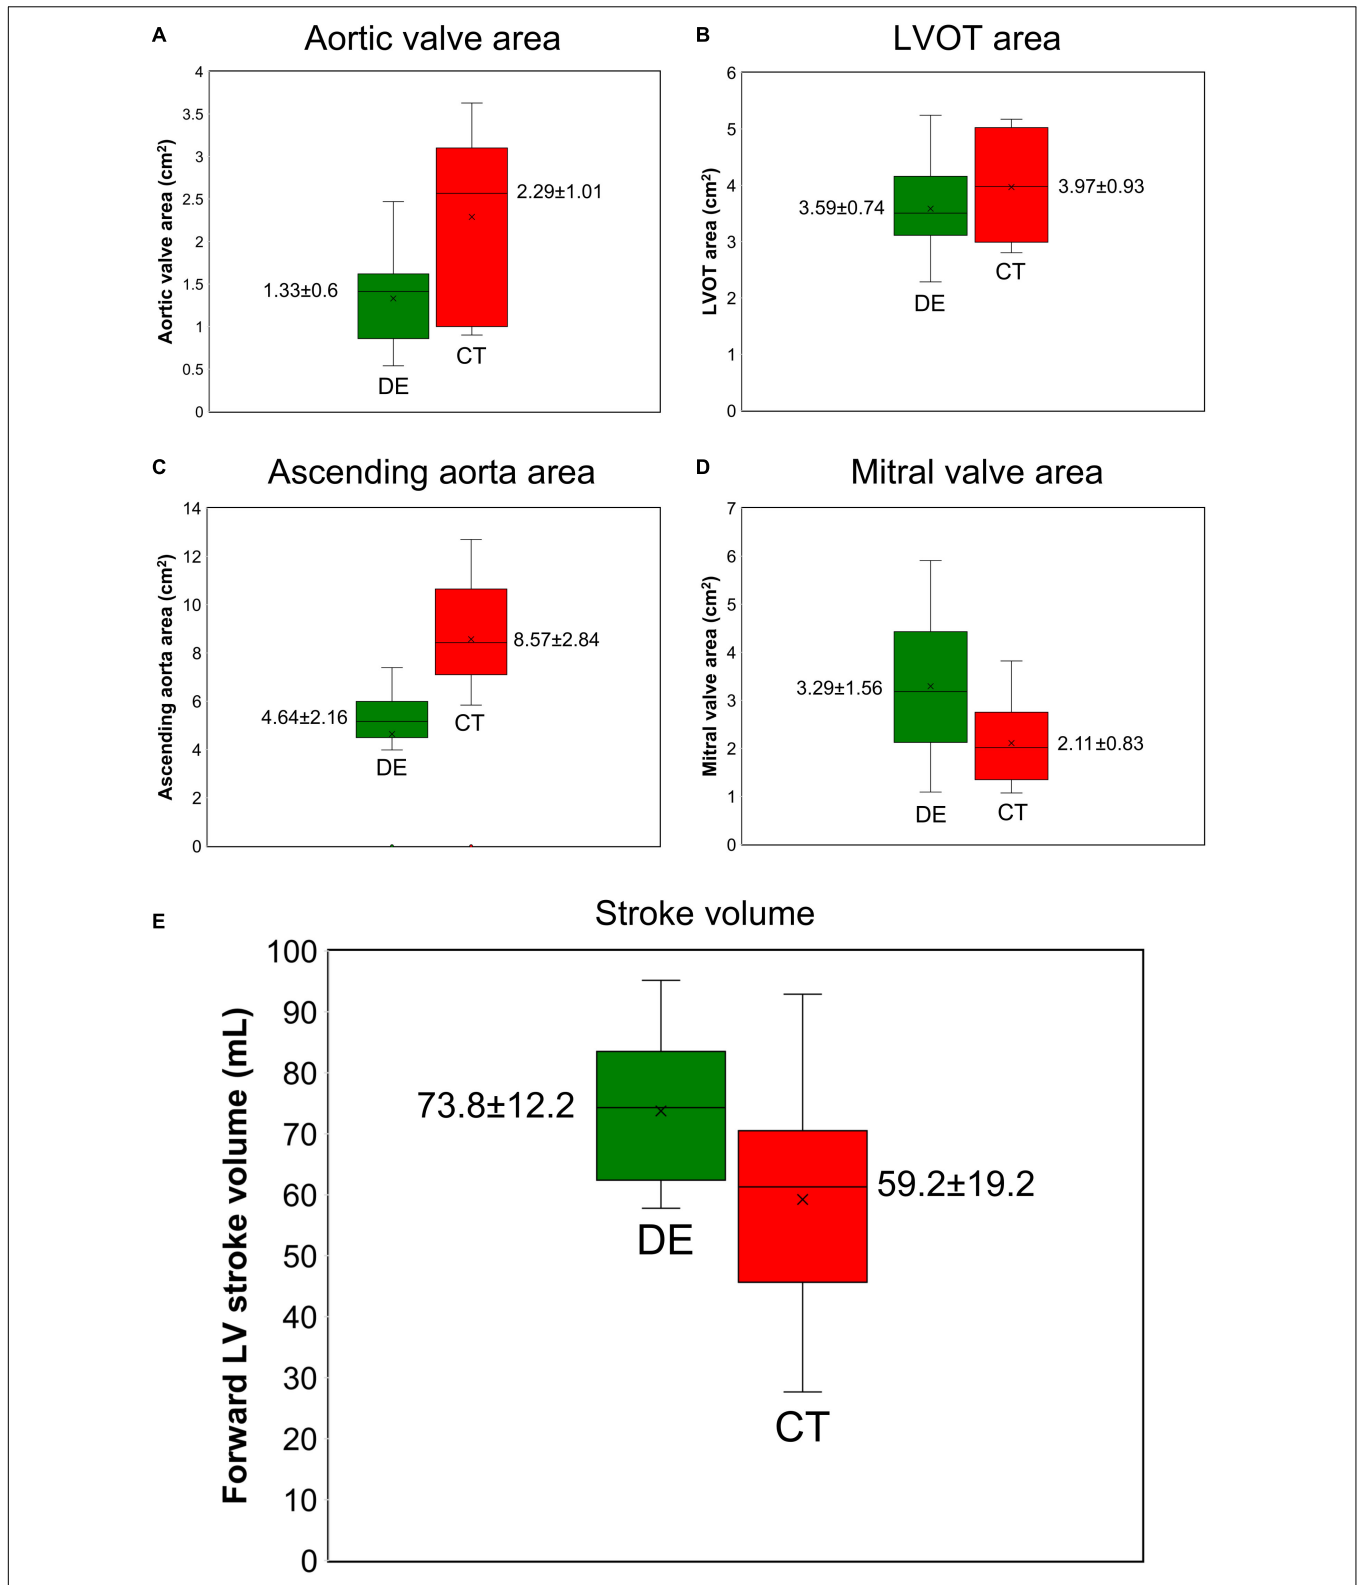 A
Aortic valve area
4
3.5
3
2.5
2
1.5
1
0.5
0
Aortic valve area (cm²)
1.33±0.6
2.29±1.01
DE
CT
B
LVOT area
6
5
4
3
2
1
0
LVOT area (cm²)
3.59±0.74
3.97±0.93
DE
CT
C
Ascending aorta area
14
12
10
8
6
4
2
0
Ascending aorta area (cm²)
4.64±2.16
8.57±2.84
DE
CT
D
Mitral valve area
7
6
5
4
3
2
1
0
Mitral valve area (cm²)
3.29±1.56
2.11±0.83
DE
CT
E
Stroke volume
100
90
80
70
60
50
40
30
20
10
0
Forward LV stroke volume (mL)
73.8±12.2
59.2±19.2
DE
CT